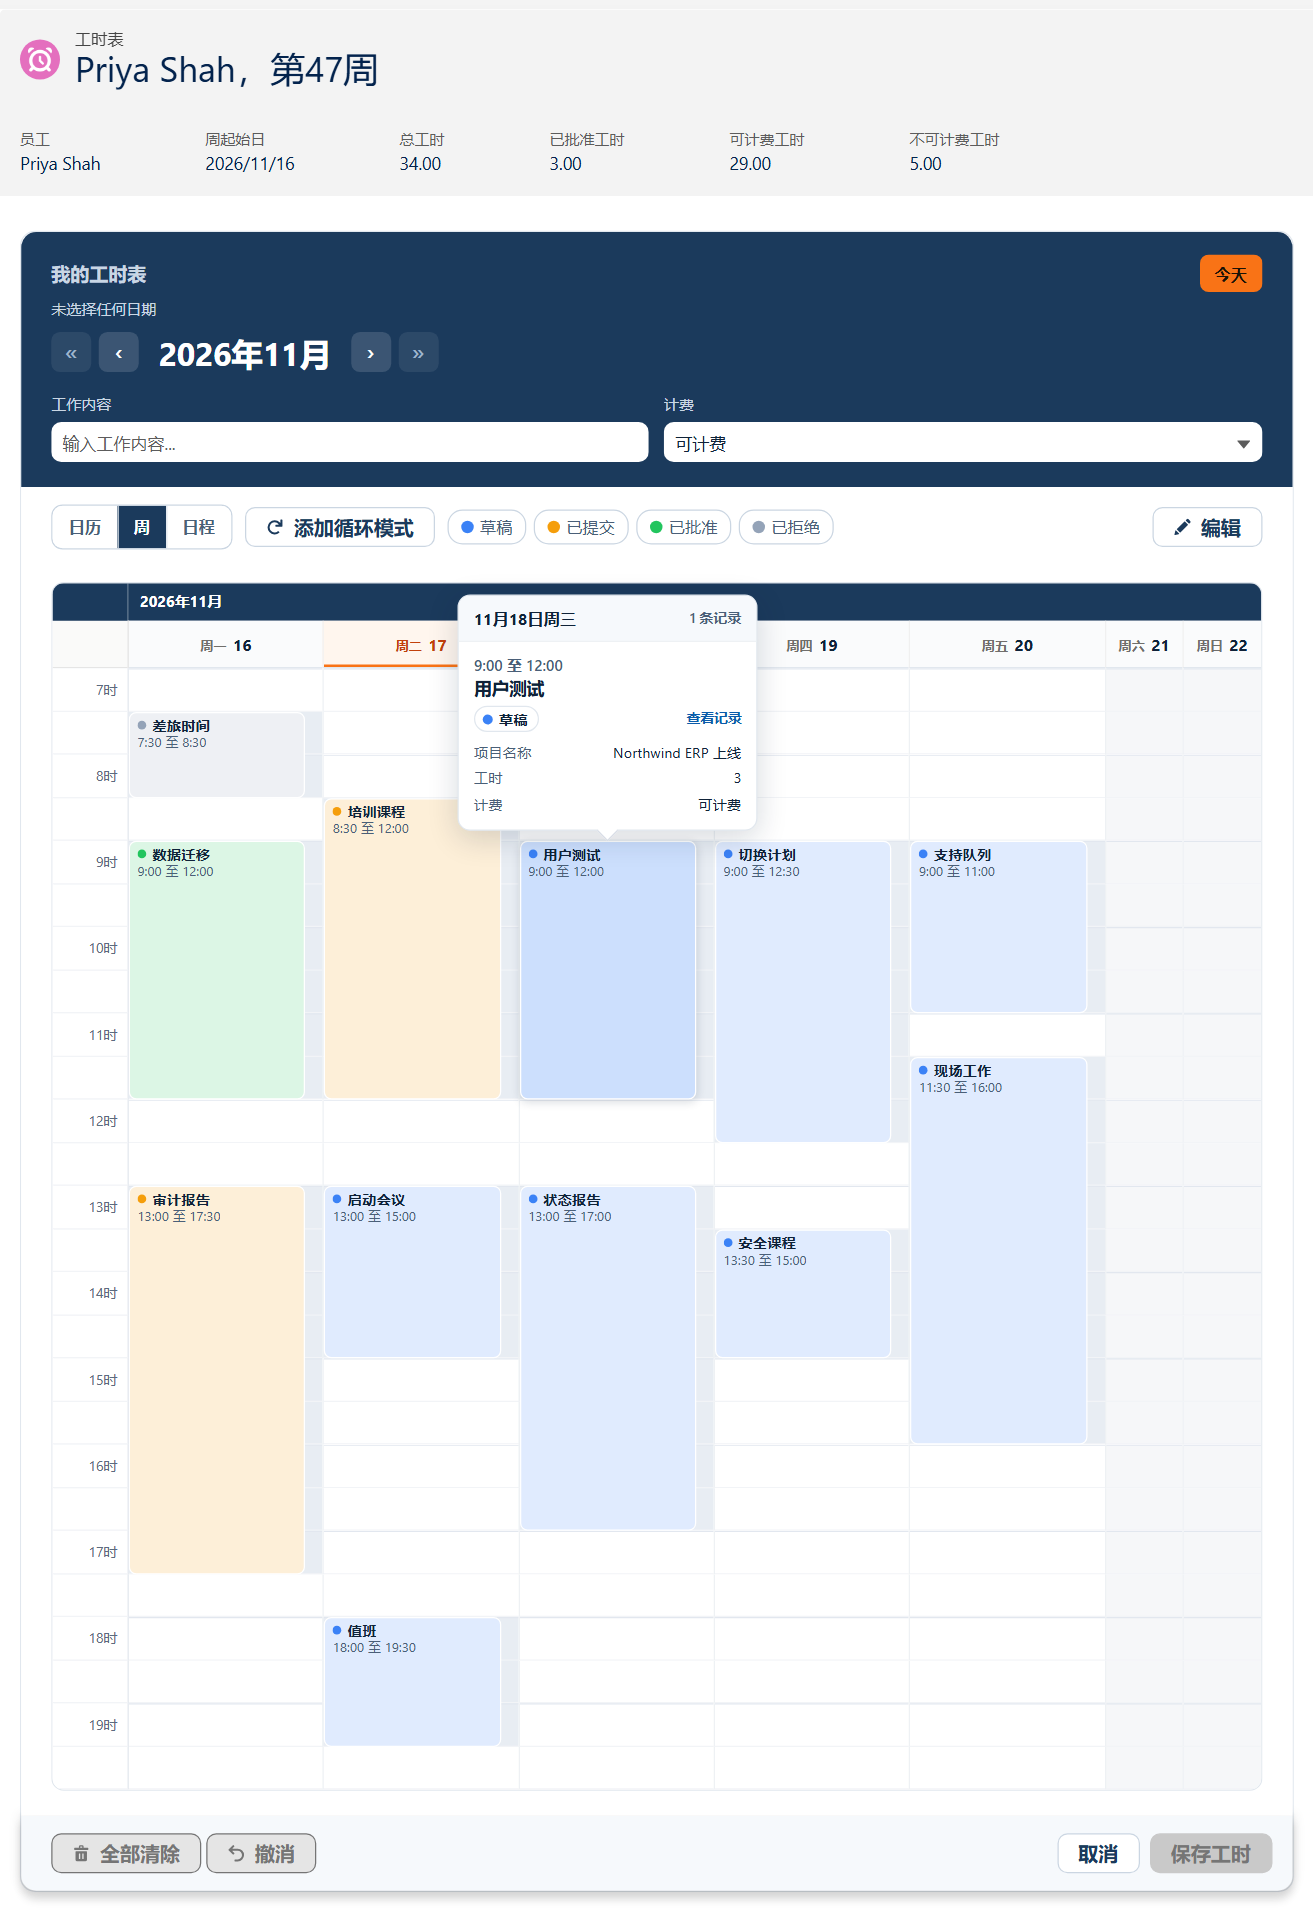 工时表
Priya Shah，第47周
员工
周起始日
总工时
已批准工时
可计费工时
不可计费工时
Priya Shah
2026/11/16
34.00
3.00
29.00
5.00
我的工时表
今天
未选择任何日期
«
‹
2026年11月
›
»
工作内容
计费
输入工作内容...
可计费
日历
周
日程
添加循环模式
草稿
已提交
已批准
已拒绝
编辑
2026年11月
周一 16
周二 17
周四 19
周五 20
周六 21
周日 22
11月18日周三
1 条记录
9:00 至 12:00
用户测试
草稿
查看记录
项目名称
Northwind ERP 上线
工时
3
计费
可计费
7时
8时
9时
10时
11时
12时
13时
14时
15时
16时
17时
18时
19时
差旅时间
7:30 至 8:30
数据迁移
9:00 至 12:00
审计报告
13:00 至 17:30
培训课程
8:30 至 12:00
启动会议
13:00 至 15:00
值班
18:00 至 19:30
用户测试
9:00 至 12:00
状态报告
13:00 至 17:00
切换计划
9:00 至 12:30
安全课程
13:30 至 15:00
支持队列
9:00 至 11:00
现场工作
11:30 至 16:00
全部清除
撤消
取消
保存工时